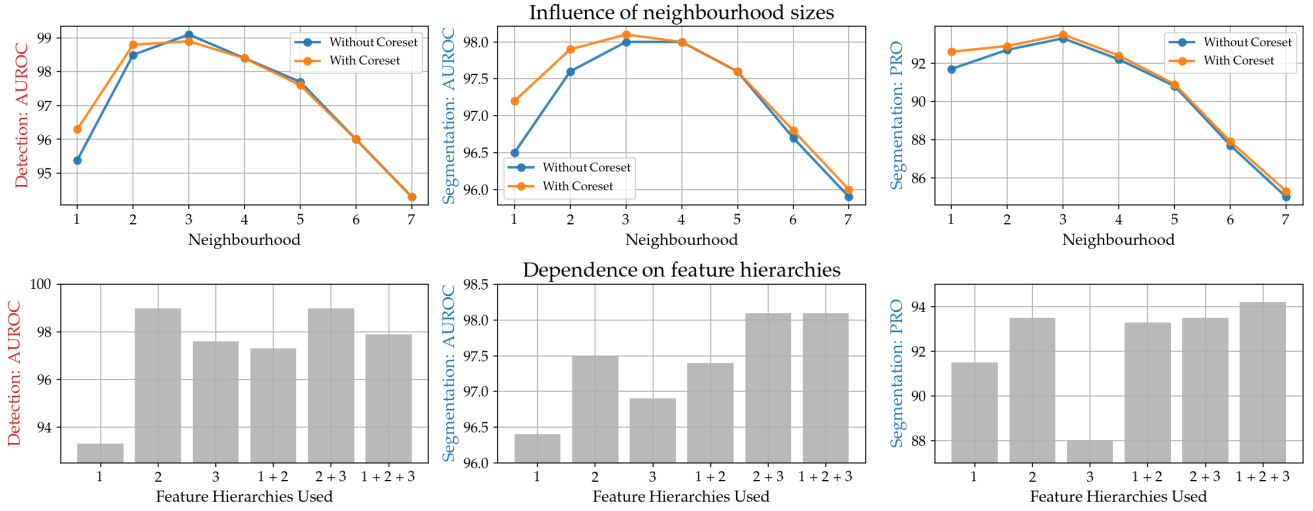 Influence of neighbourhood sizes
Detection: AUROC
99
98
97
96
95
Without Coreset
With Coreset
1 2 3 4 5 6 7
Neighbourhood
Segmentation: AUROC
98.0
97.5
97.0
96.5
96.0
Without Coreset
With Coreset
1 2 3 4 5 6 7
Neighbourhood
Segmentation: PRO
92
90
88
86
Without Coreset
With Coreset
1 2 3 4 5 6 7
Neighbourhood
Dependence on feature hierarchies
Detection: AUROC
100
98
96
94
1 2 3 1 + 2 2 + 3 1 + 2 + 3
Feature Hierarchies Used
Segmentation: AUROC
98.5
98.0
97.5
97.0
96.5
96.0
1 2 3 1 + 2 2 + 3 1 + 2 + 3
Feature Hierarchies Used
Segmentation: PRO
94
92
90
88
1 2 3 1 + 2 2 + 3 1 + 2 + 3
Feature Hierarchies Used